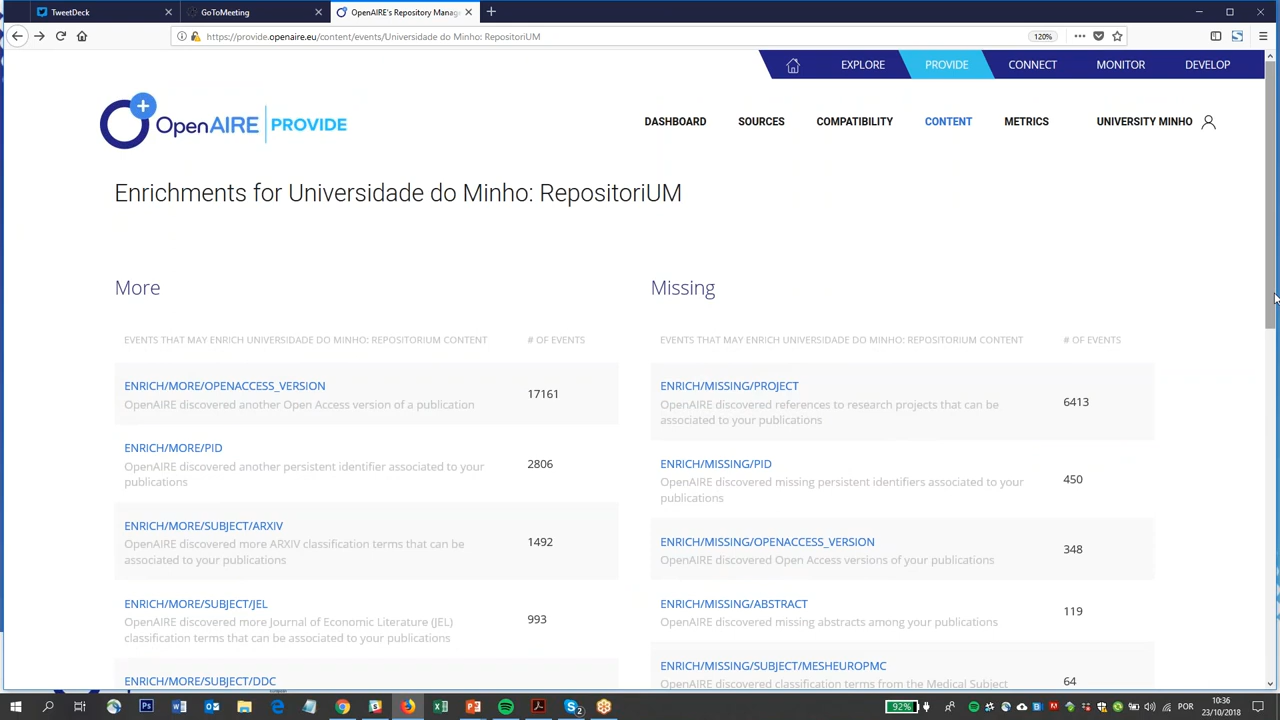 TweetDeck
GoToMeeting
OpenAIRE's Repository Manag
https://provide.openaire.eu/content/events/Universidade do Minho: RepositoriUM
120%
EXPLORE
PROVIDE
CONNECT
MONITOR
DEVELOP
OpenAIRE | PROVIDE
DASHBOARD
SOURCES
COMPATIBILITY
CONTENT
METRICS
UNIVERSITY MINHO
Enrichments for Universidade do Minho: RepositoriUM
More
EVENTS THAT MAY ENRICH UNIVERSIDADE DO MINHO: REPOSITORIUM CONTENT
# OF EVENTS
ENRICH/MORE/OPENACCESS_VERSION
OpenAIRE discovered another Open Access version of a publication
17161
ENRICH/MORE/PID
OpenAIRE discovered another persistent identifier associated to your
publications
2806
ENRICH/MORE/SUBJECT/ARXIV
OpenAIRE discovered more ARXIV classification terms that can be
associated to your publications
1492
ENRICH/MORE/SUBJECT/JEL
OpenAIRE discovered more Journal of Economic Literature (JEL)
classification terms that can be associated to your publications
993
ENRICH/MORE/SUBJECT/DDC
Missing
EVENTS THAT MAY ENRICH UNIVERSIDADE DO MINHO: REPOSITORIUM CONTENT
# OF EVENTS
ENRICH/MISSING/PROJECT
OpenAIRE discovered references to research projects that can be
associated to your publications
6413
ENRICH/MISSING/PID
OpenAIRE discovered missing persistent identifiers associated to your
publications
450
ENRICH/MISSING/OPENACCESS_VERSION
OpenAIRE discovered Open Access versions of your publications
348
ENRICH/MISSING/ABSTRACT
OpenAIRE discovered missing abstracts among your publications
119
ENRICH/MISSING/SUBJECT/MESHEUROPMC
OpenAIRE discovered classification terms from the Medical Subject
64
92%
POR
10:36
23/10/2018